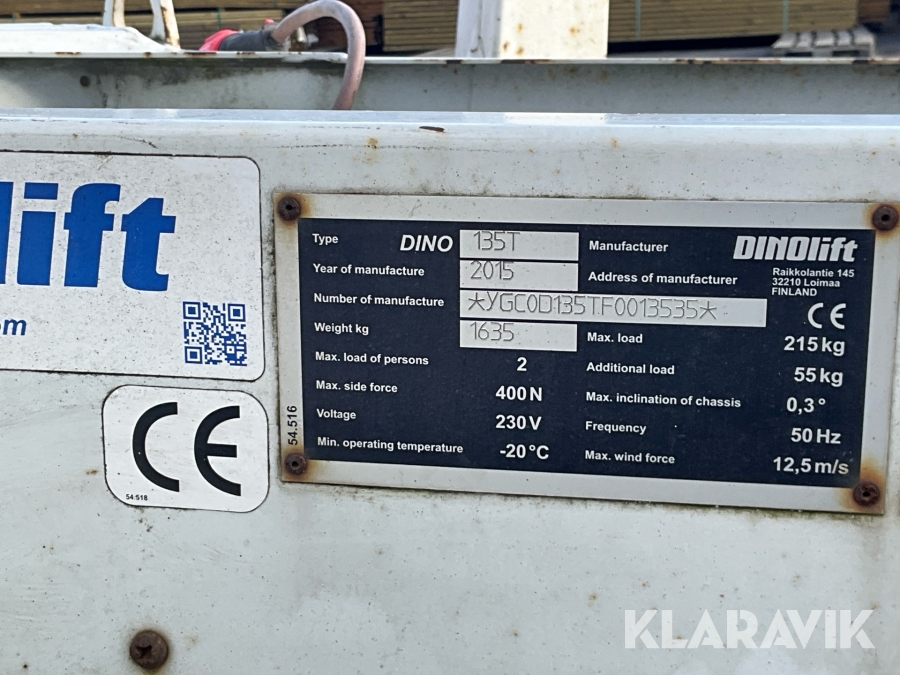 lift
om
CE
54.518
54.516
Type DINO 135T
Year of manufacture 2015
Number of manufacture *YGC0D135TF0013535*
Weight kg 1635
Max. load of persons 2
Max. side force 400 N
Voltage 230 V
Min. operating temperature -20 °C
Manufacturer DINOlift
Address of manufacturer Raikkolantie 145
32210 Loimaa
FINLAND
CE
Max. load 215 kg
Additional load 55 kg
Max. inclination of chassis 0,3 °
Frequency 50 Hz
Max. wind force 12,5 m/s
KLARAVIK